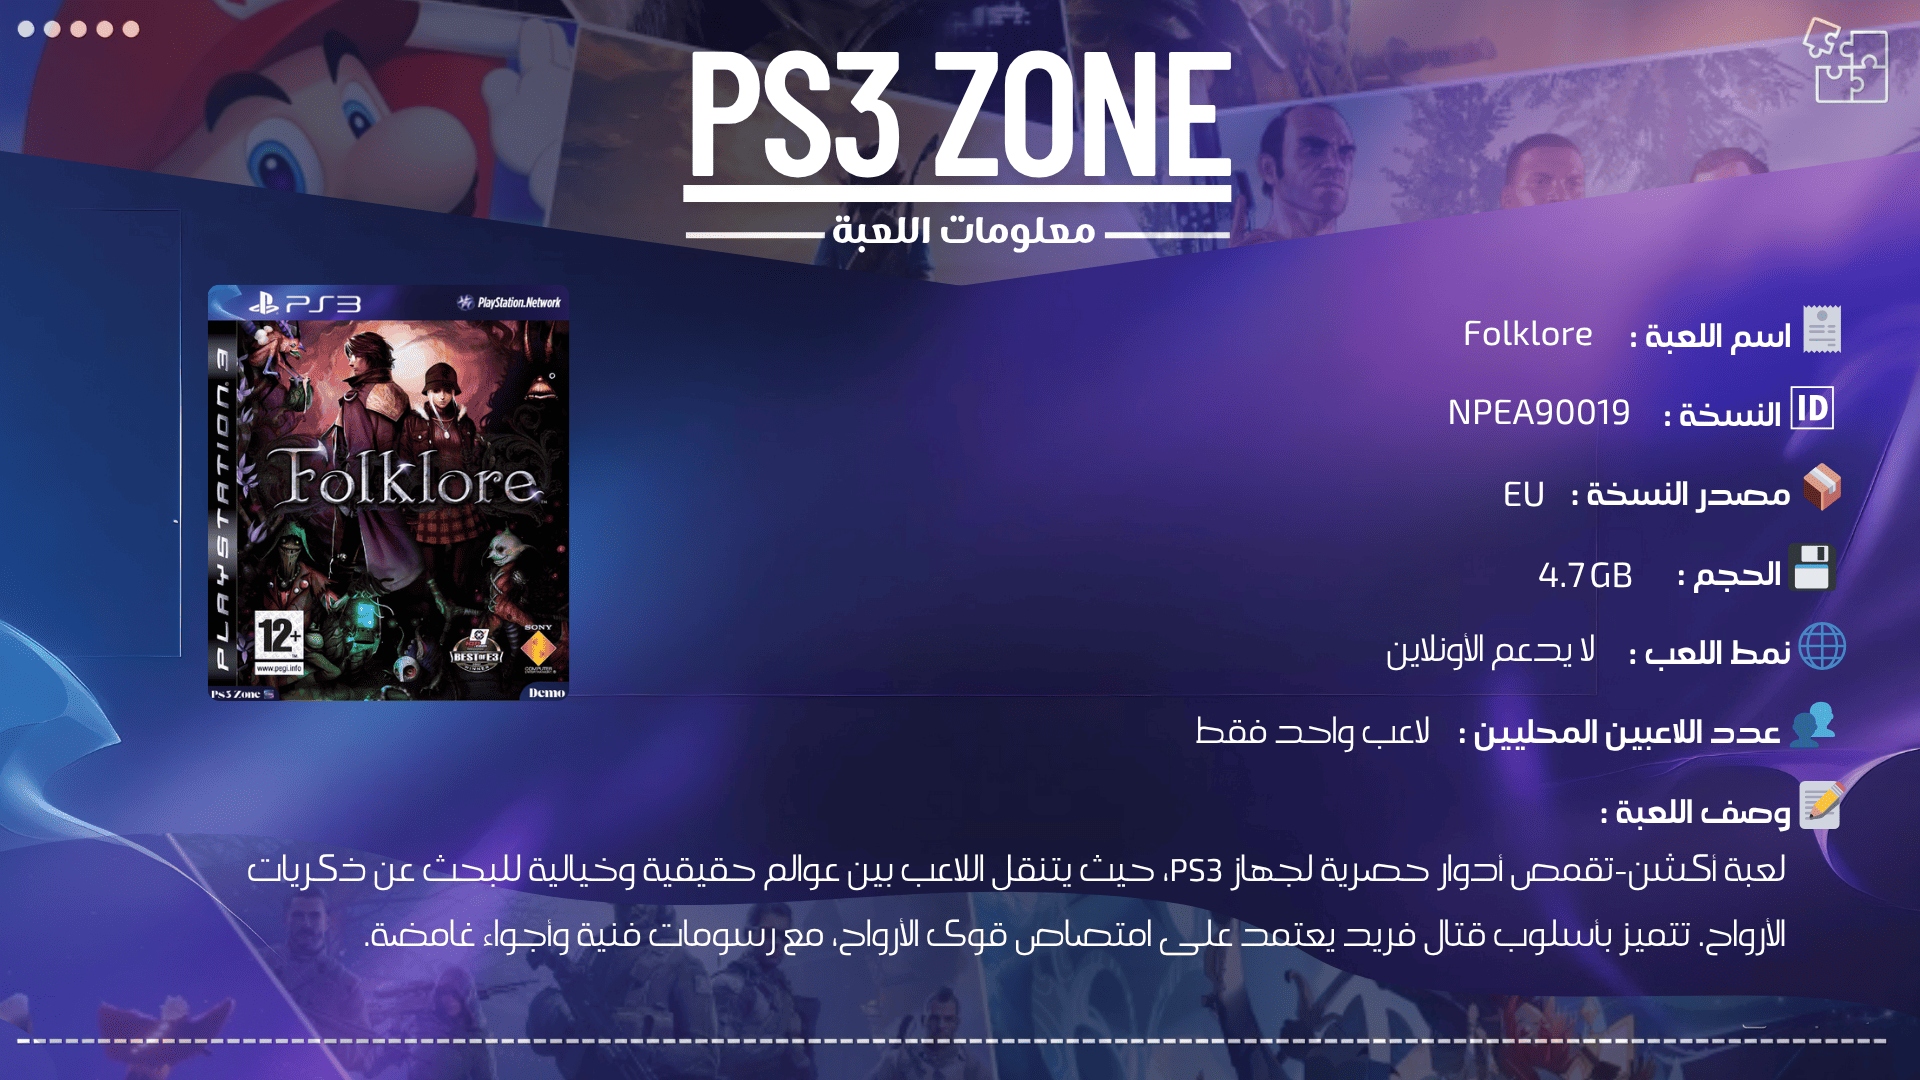 PS3 ZONE
معلومات اللعبة
PS3
PlayStation.Network
PLAYSTATION 3
Folklore
12+
www.pegi.info
BEST OF E3
WINNER
SONY
COMPUTER
Ps3 Zone
Demo
اسم اللعبة : Folklore
ID النسخة : NPEA90019
مصدر النسخة : EU
الحجم : 4.7GB
نمط اللعب : لا يدعم الأونلاين
عدد اللاعبين المحليين : لاعب واحد فقط
وصف اللعبة :
لعبة أكشن-تقمص أدوار حصرية لجهاز PS3، حيث يتنقل اللاعب بين عوالم حقيقية وخيالية للبحث عن ذكريات
الأرواح. تتميز بأسلوب قتال فريد يعتمد على امتصاص قوى الأرواح، مع رسومات فنية وأجواء غامضة.